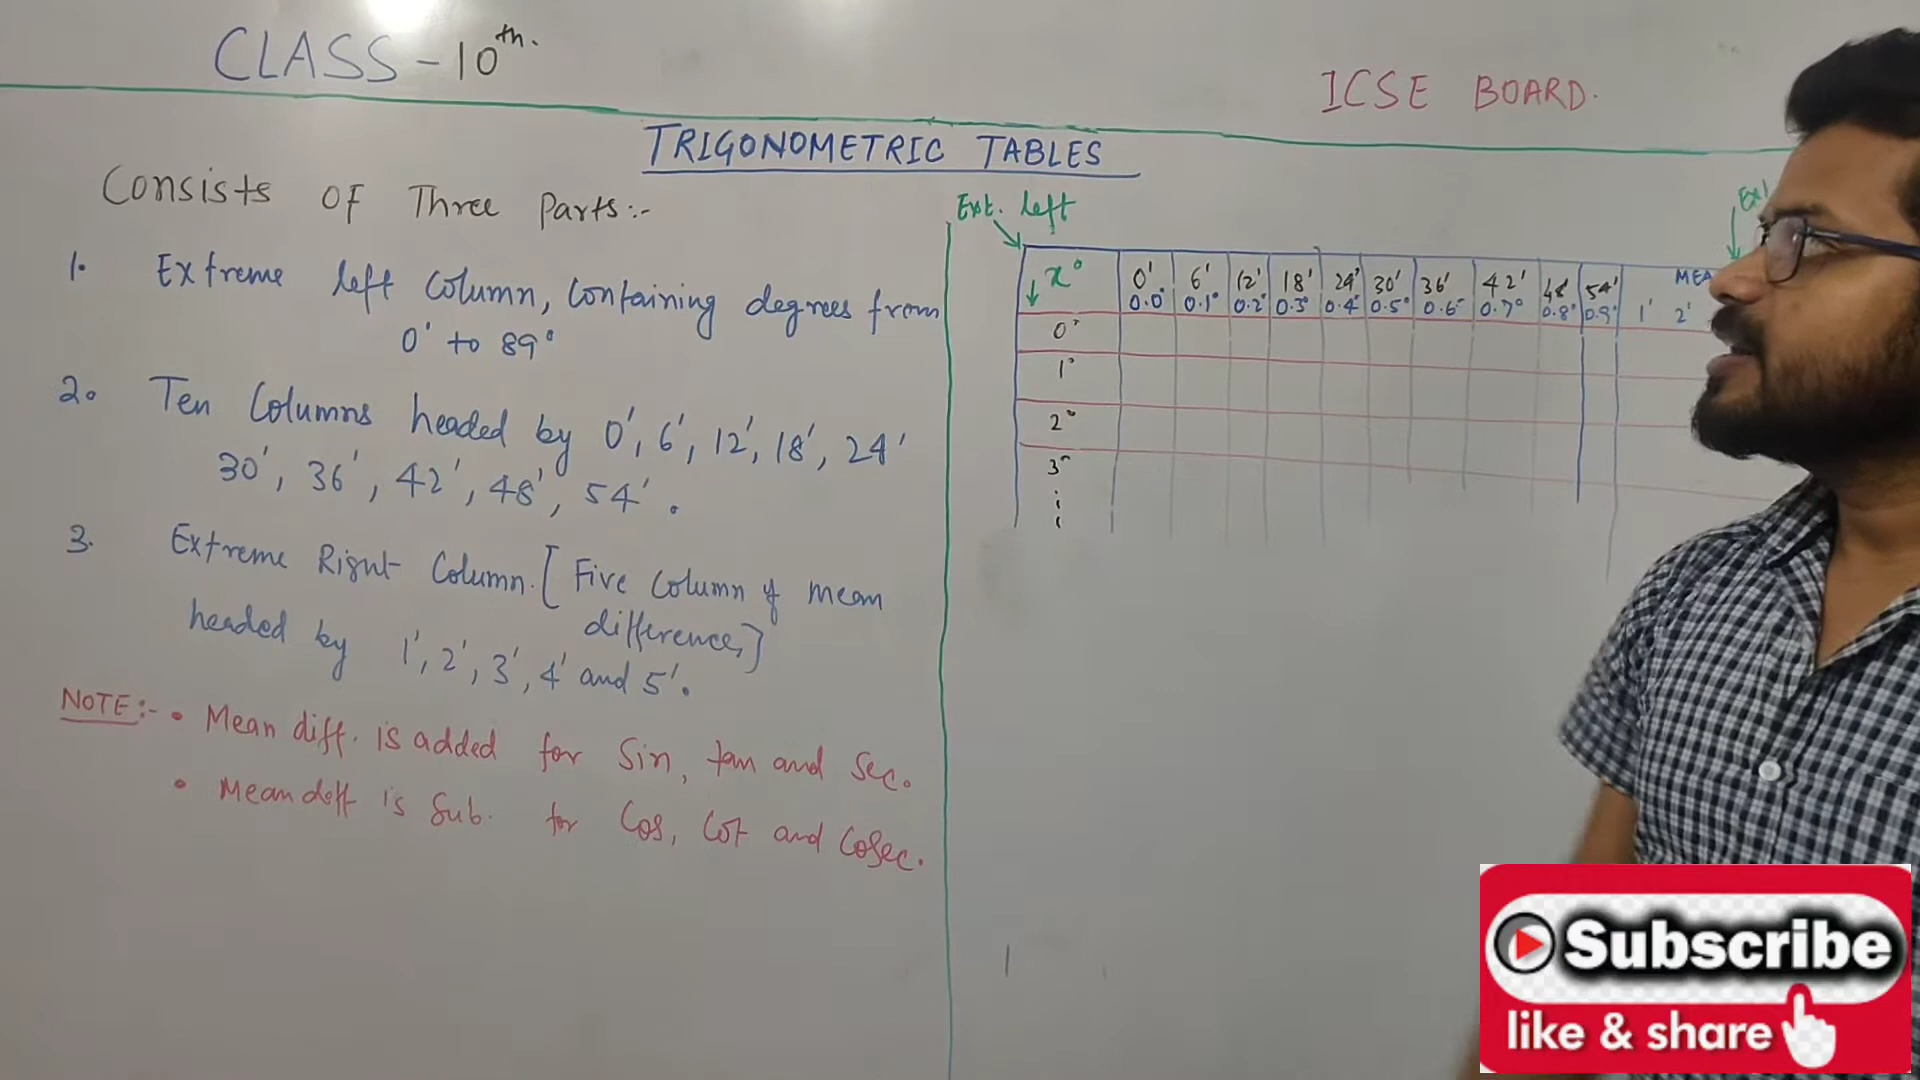 CLASS-10th.
ICSE BOARD.
TRIGONOMETRIC TABLES
Consists OF Three Parts:-
1. Extreme left Column, Containing degrees from
0° to 89°
2. Ten Columns headed by 0', 6', 12', 18', 24'
30', 36', 42', 48', 54'.
3. Extreme Right Column. [Five Column of mean
difference,]
headed by 1', 2', 3', 4' and 5'.
NOTE:- • Mean diff. is added for Sin, tan and Sec.
• Mean diff is Sub. for Cos, Cot and Cosec.
Ext. left
Ext
x° 0' 6' 12' 18' 24' 30' 36' 42' 48' 54' MEA
0.0° 0.1° 0.2° 0.3° 0.4° 0.5° 0.6° 0.7° 0.8° 0.9° 1' 2'
0°
1°
2°
3°
Subscribe
like & share